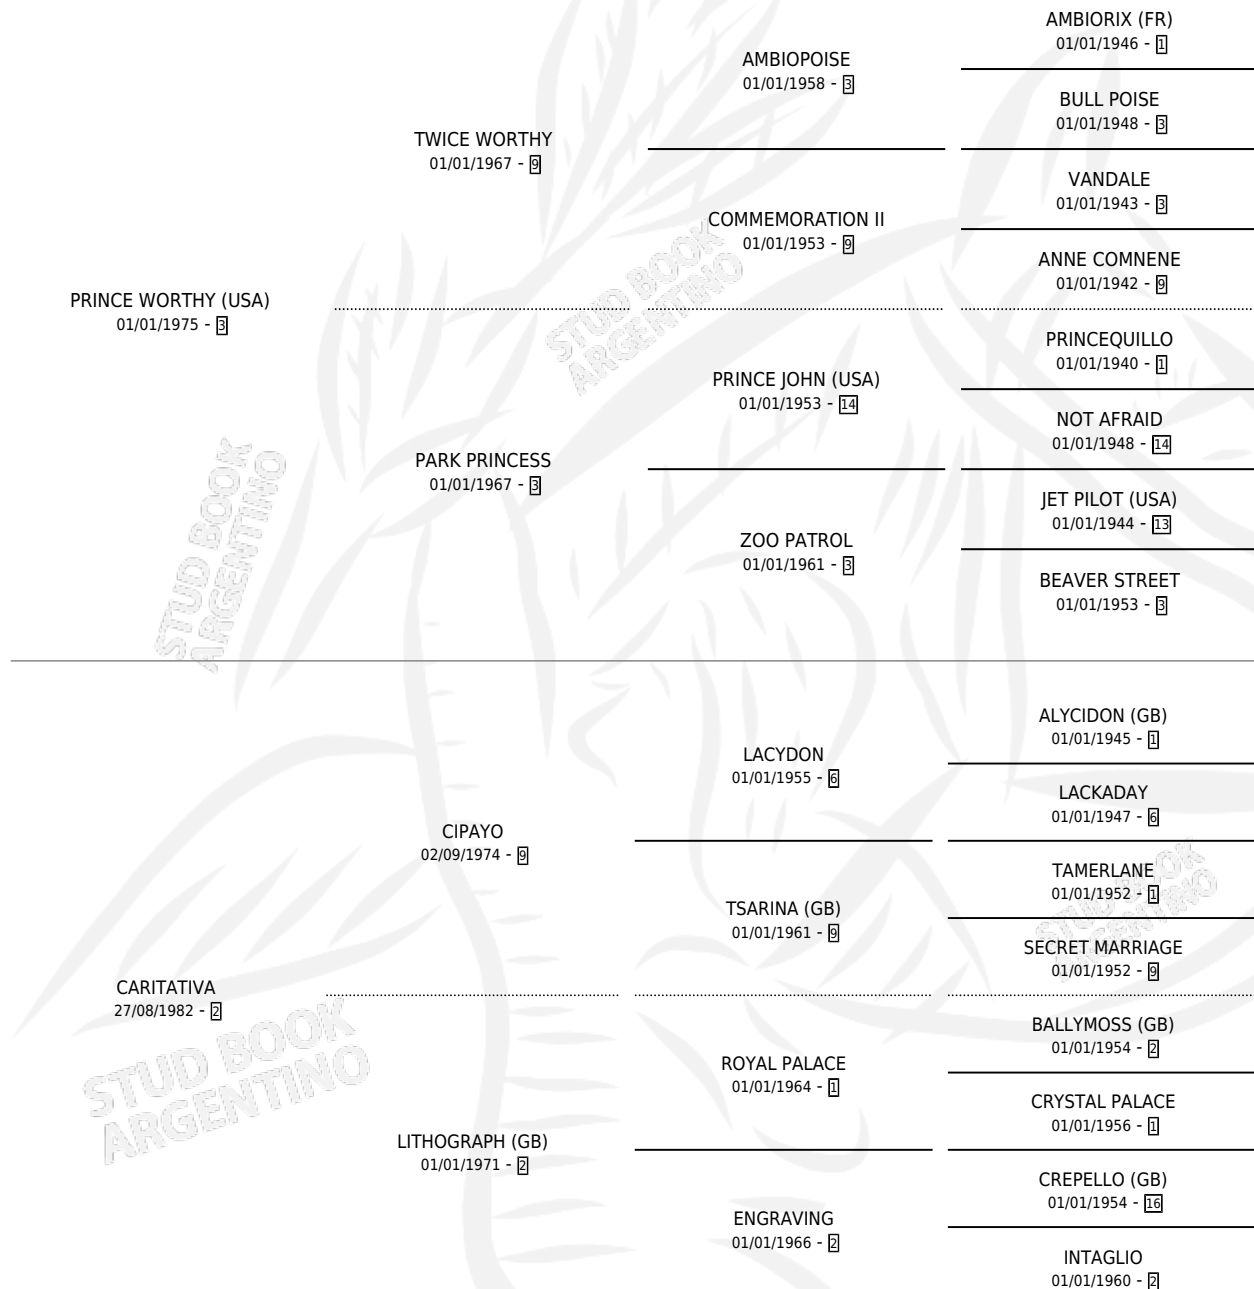 AMBIORIX (FR)
01/01/1946 - 1
AMBIOPOISE
01/01/1958 - 3
BULL POISE
01/01/1948 - 3
TWICE WORTHY
01/01/1967 - 9
VANDALE
01/01/1943 - 3
COMMEMORATION II
01/01/1953 - 9
ANNE COMNENE
01/01/1942 - 9
PRINCE WORTHY (USA)
01/01/1975 - 3
STUD BOOK
ARGENTINO
PRINCEQUILLO
01/01/1940 - 1
PRINCE JOHN (USA)
01/01/1953 - 14
NOT AFRAID
01/01/1948 - 14
PARK PRINCESS
01/01/1967 - 3
JET PILOT (USA)
01/01/1944 - 13
ZOO PATROL
01/01/1961 - 3
BEAVER STREET
01/01/1953 - 3
STUD BOOK
ARGENTINO
ALYCIDON (GB)
01/01/1945 - 1
LACYDON
01/01/1955 - 6
LACKADAY
01/01/1947 - 6
CIPAYO
02/09/1974 - 9
TAMERLANE
01/01/1952 - 1
TSARINA (GB)
01/01/1961 - 9
SECRET MARRIAGE
01/01/1952 - 9
STUD BOOK
ARGENTINO
CARITATIVA
27/08/1982 - 2
BALLYMOSS (GB)
01/01/1954 - 2
ROYAL PALACE
01/01/1964 - 1
CRYSTAL PALACE
01/01/1956 - 1
STUD BOOK
ARGENTINO
LITHOGRAPH (GB)
01/01/1971 - 2
CREPELLO (GB)
01/01/1954 - 16
ENGRAVING
01/01/1966 - 2
INTAGLIO
01/01/1960 - 2